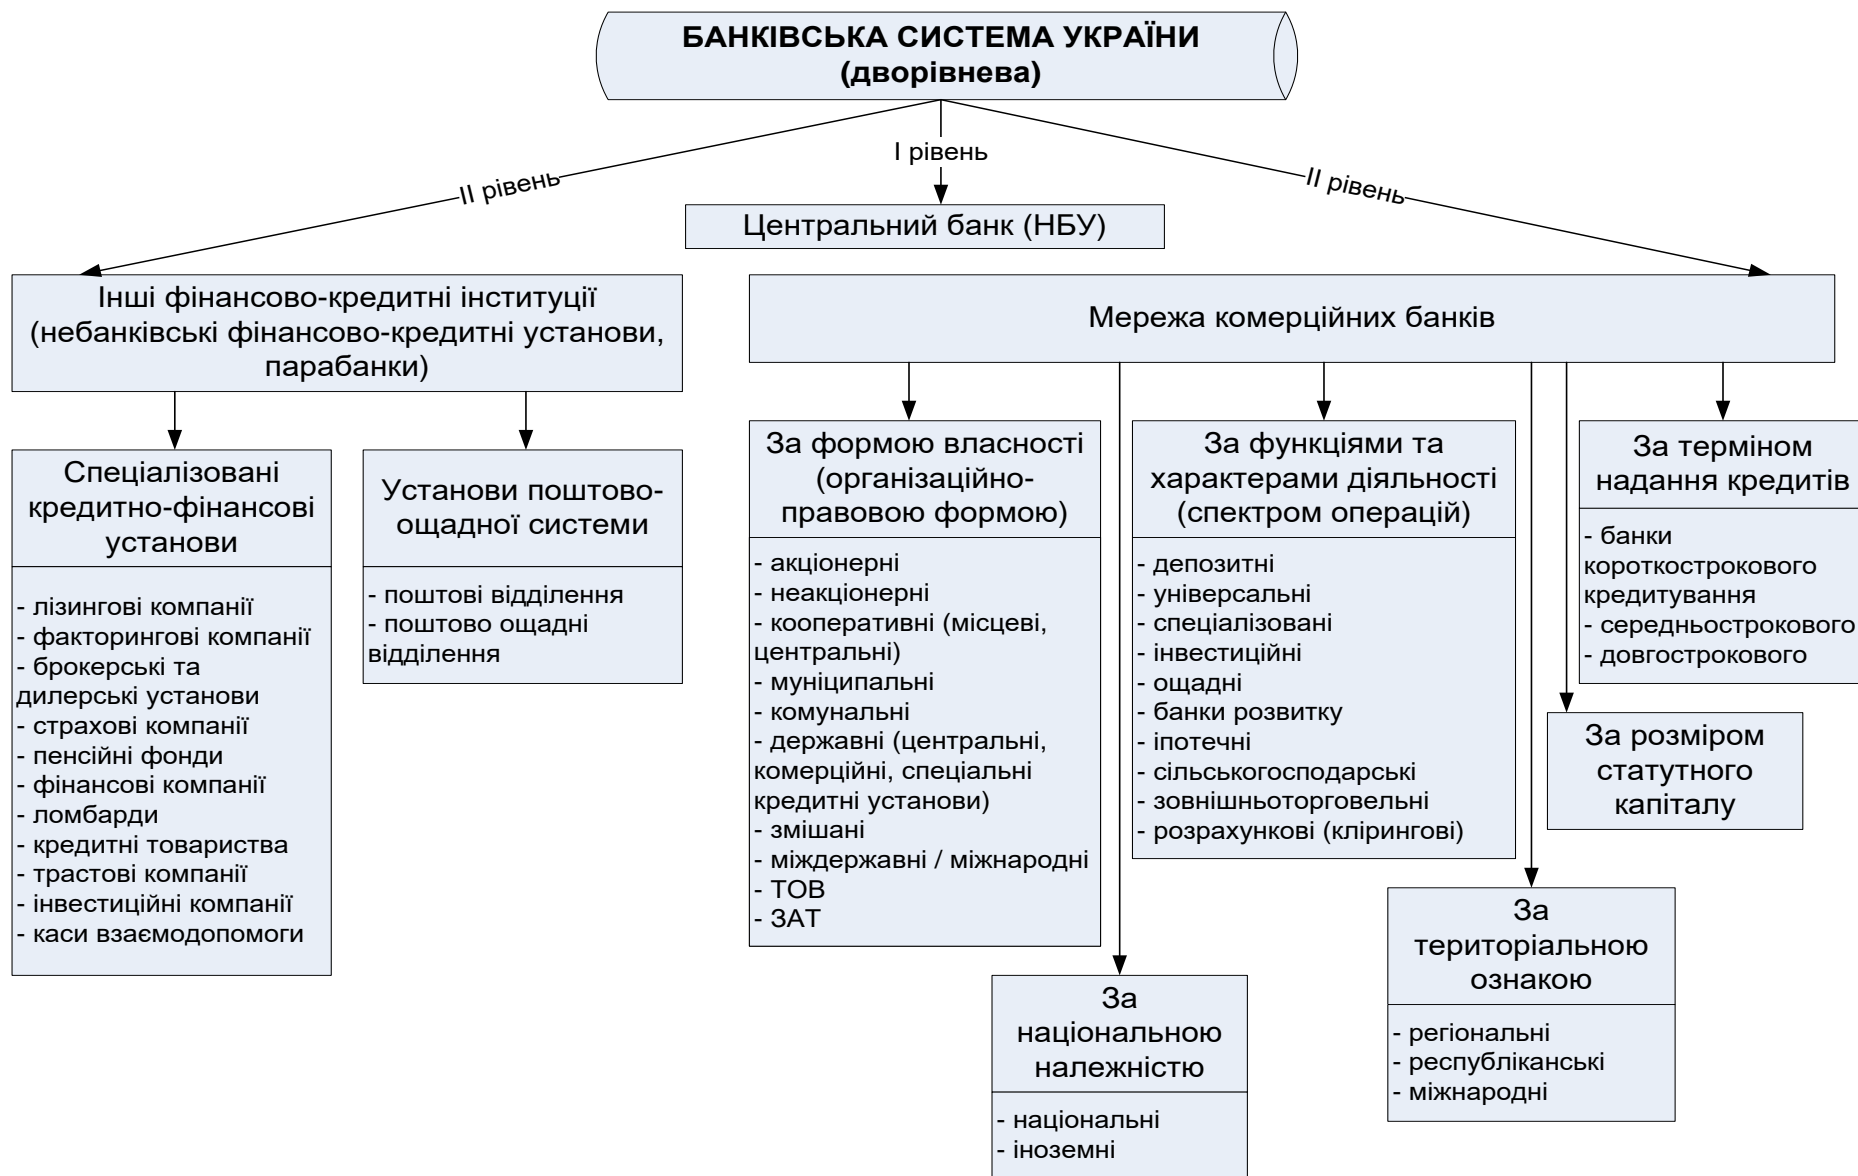 БАНКІВСЬКА СИСТЕМА УКРАЇНИ
(дворівнева)
ІІ рівень
І рівень
ІІ рівень
Центральний банк (НБУ)
Інші фінансово-кредитні інституції
(небанківські фінансово-кредитні установи,
парабанки)
Мережа комерційних банків
Спеціалізовані
кредитно-фінансові
установи
- лізингові компанії
- факторингові компанії
- брокерські та
дилерські установи
- страхові компанії
- пенсійні фонди
- фінансові компанії
- ломбарди
- кредитні товариства
- трастові компанії
- інвестиційні компанії
- каси взаємодопомоги
Установи поштово-
ощадної системи
- поштові відділення
- поштово ощадні
відділення
За формою власності
(організаційно-
правовою формою)
- акціонерні
- неакціонерні
- кооперативні (місцеві,
центральні)
- муніципальні
- комунальні
- державні (центральні,
комерційні, спеціальні
кредитні установи)
- змішані
- міждержавні / міжнародні
- ТОВ
- ЗАТ
За функціями та
характерами діяльності
(спектром операцій)
- депозитні
- універсальні
- спеціалізовані
- інвестиційні
- ощадні
- банки розвитку
- іпотечні
- сільськогосподарські
- зовнішньоторговельні
- розрахункові (клірингові)
За терміном
надання кредитів
- банки
короткострокового
кредитування
- середньострокового
- довгострокового
За розміром
статутного
капіталу
За
територіальною
ознакою
- регіональні
- республіканські
- міжнародні
За
національною
належністю
- національні
- іноземні